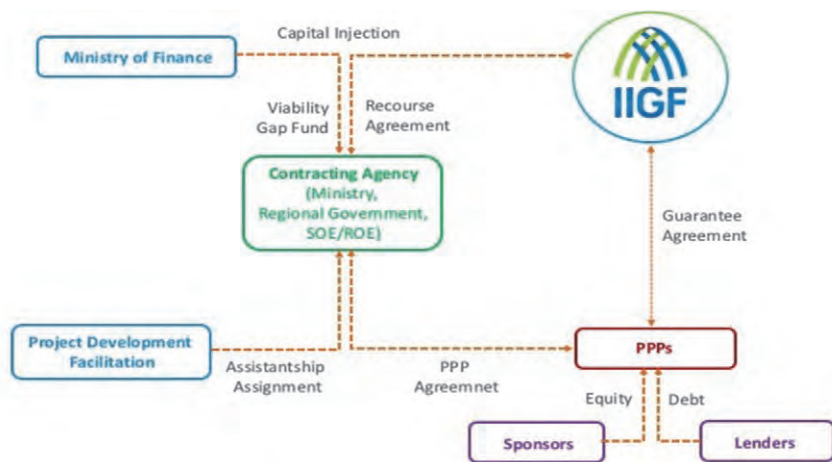 Capital Injection
Ministry of Finance
IIGF
Viability
Gap Fund
Recourse
Agreement
Contracting Agency
(Ministry,
Regional Government,
SOE/ROE)
Guarantee
Agreement
Project Development
Facilitation
PPPs
Assistantship
Assignment
PPP
Agreemnet
Equity
Debt
Sponsors
Lenders